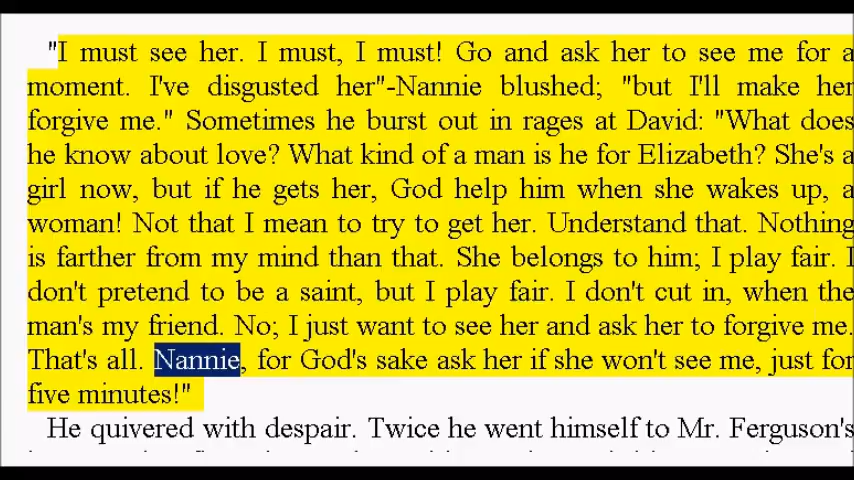 "I must see her. I must, I must! Go and ask her to see me for a
moment. I've disgusted her"-Nannie blushed; "but I'll make her
forgive me." Sometimes he burst out in rages at David: "What does
he know about love? What kind of a man is he for Elizabeth? She's a
girl now, but if he gets her, God help him when she wakes up, a
woman! Not that I mean to try to get her. Understand that. Nothing
is farther from my mind than that. She belongs to him; I play fair. I
don't pretend to be a saint, but I play fair. I don't cut in, when the
man's my friend. No; I just want to see her and ask her to forgive me.
That's all. Nannie, for God's sake ask her if she won't see me, just for
five minutes!"
He quivered with despair. Twice he went himself to Mr. Ferguson's